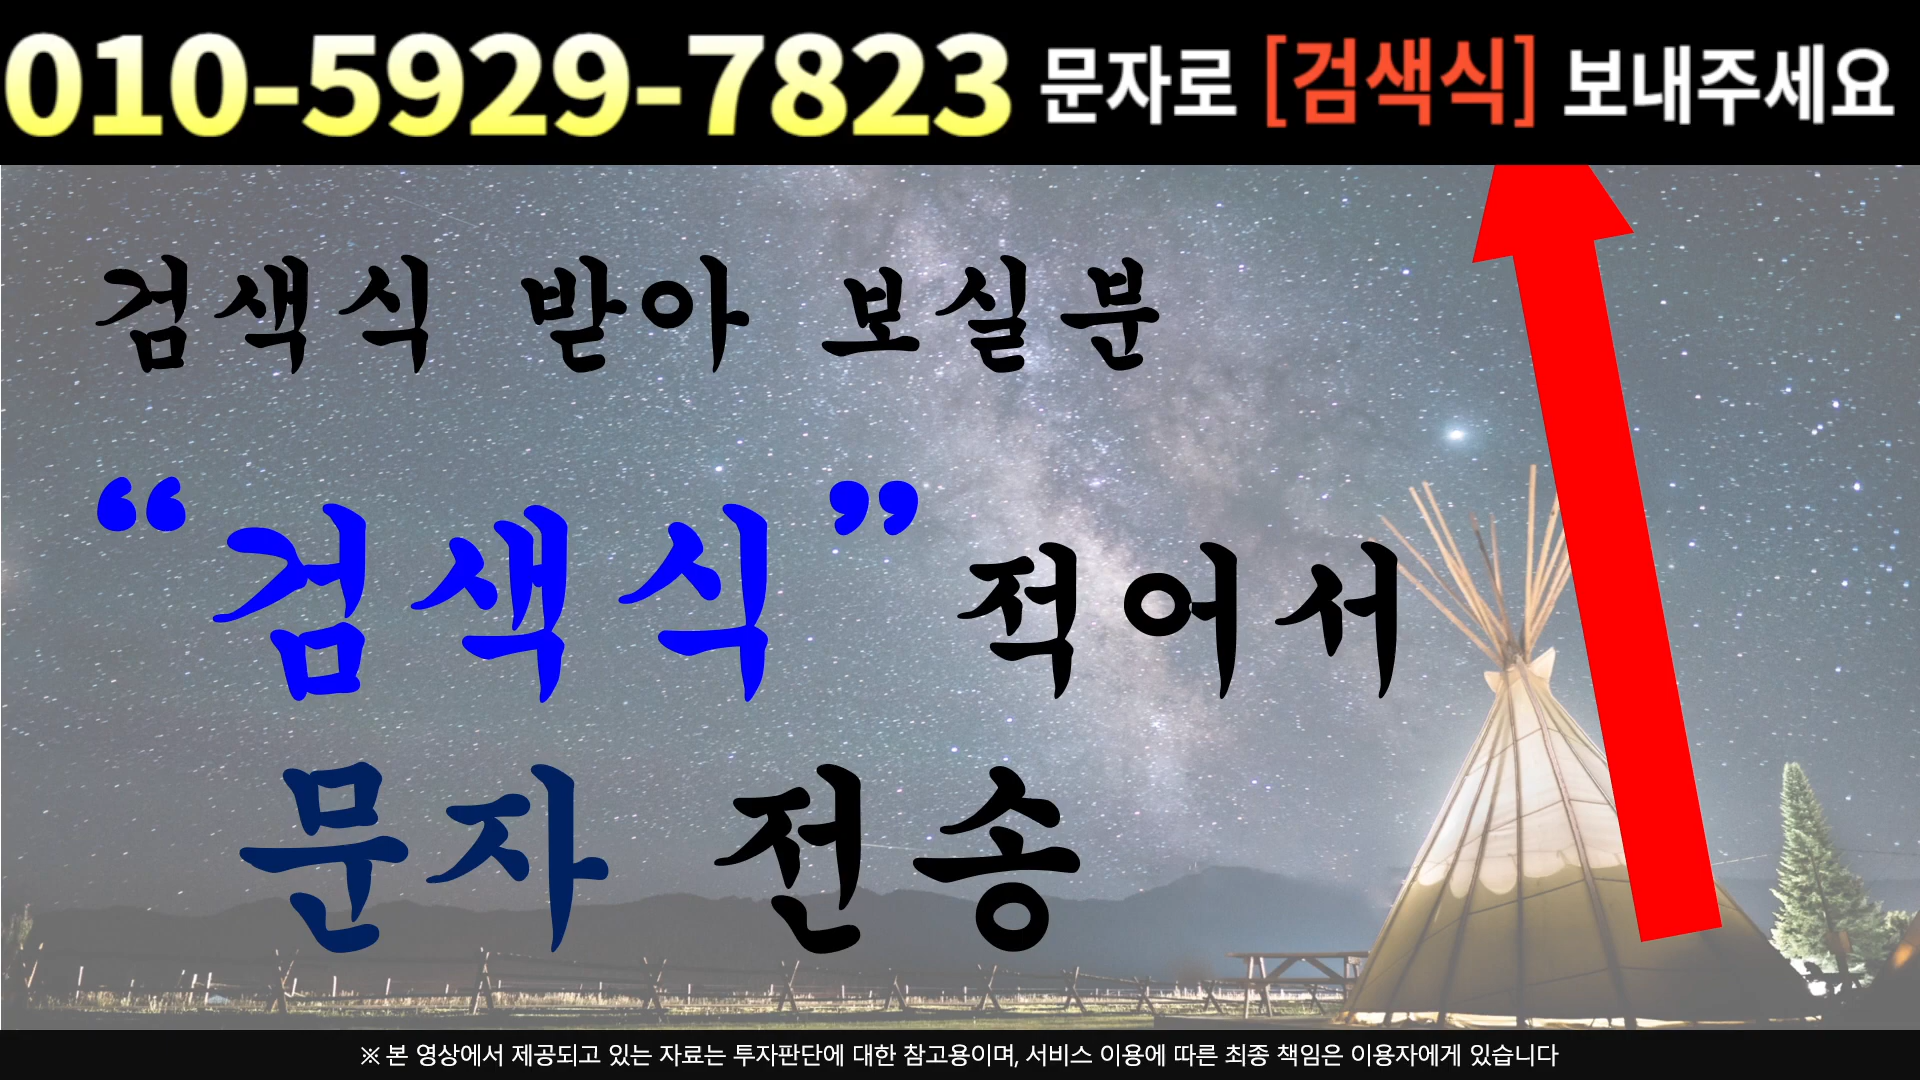 010-5929-7823 문자로 [검색식] 보내주세요
검색식 받아 보실분
“검색식” 적어서
문자 전송
※ 본 영상에서 제공되고 있는 자료는 투자판단에 대한 참고용이며, 서비스 이용에 따른 최종 책임은 이용자에게 있습니다